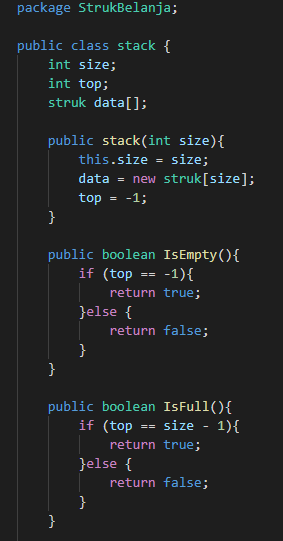 package StrukBelanja;

public class stack {
    int size;
    int top;
    struk data[];

    public stack(int size){
        this.size = size;
        data = new struk[size];
        top = -1;
    }

    public boolean IsEmpty(){
        if (top == -1){
            return true;
        }else {
            return false;
        }
    }

    public boolean IsFull(){
        if (top == size - 1){
            return true;
        }else {
            return false;
        }
    }